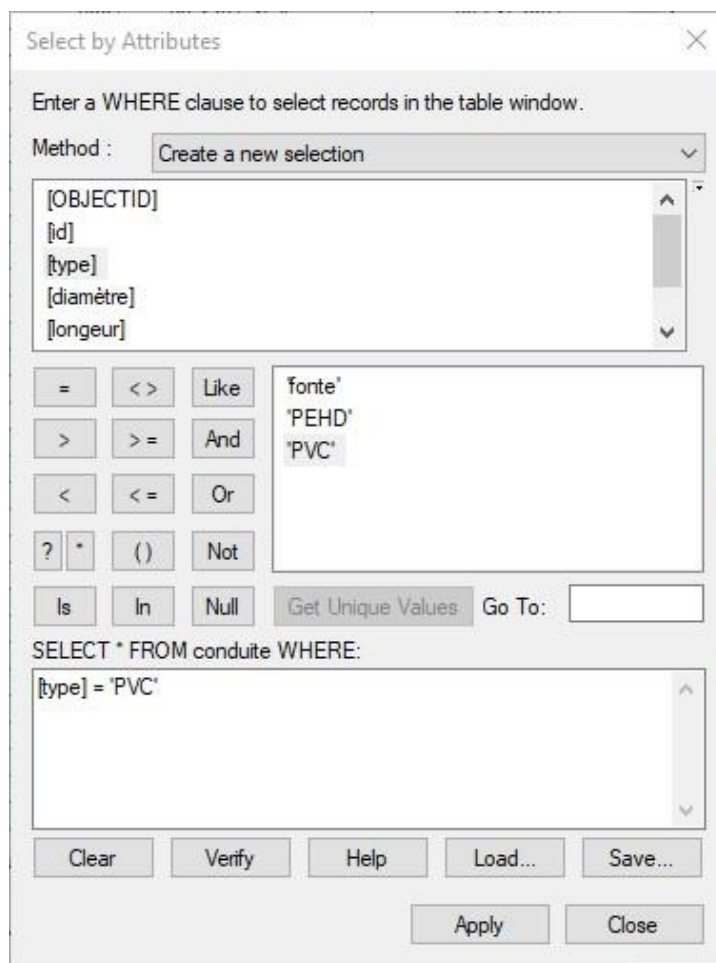 Select by Attributes
Enter a WHERE clause to select records in the table window.
Method : Create a new selection
[OBJECTID]
[id]
[type]
[diamètre]
[longeur]
= < > Like
> > = And
< < = Or
? * ( ) Not
Is In Null
'fonte'
'PEHD'
'PVC'
Get Unique Values Go To:
SELECT * FROM conduite WHERE:
[type] = 'PVC'
Clear Verify Help Load... Save...
Apply Close